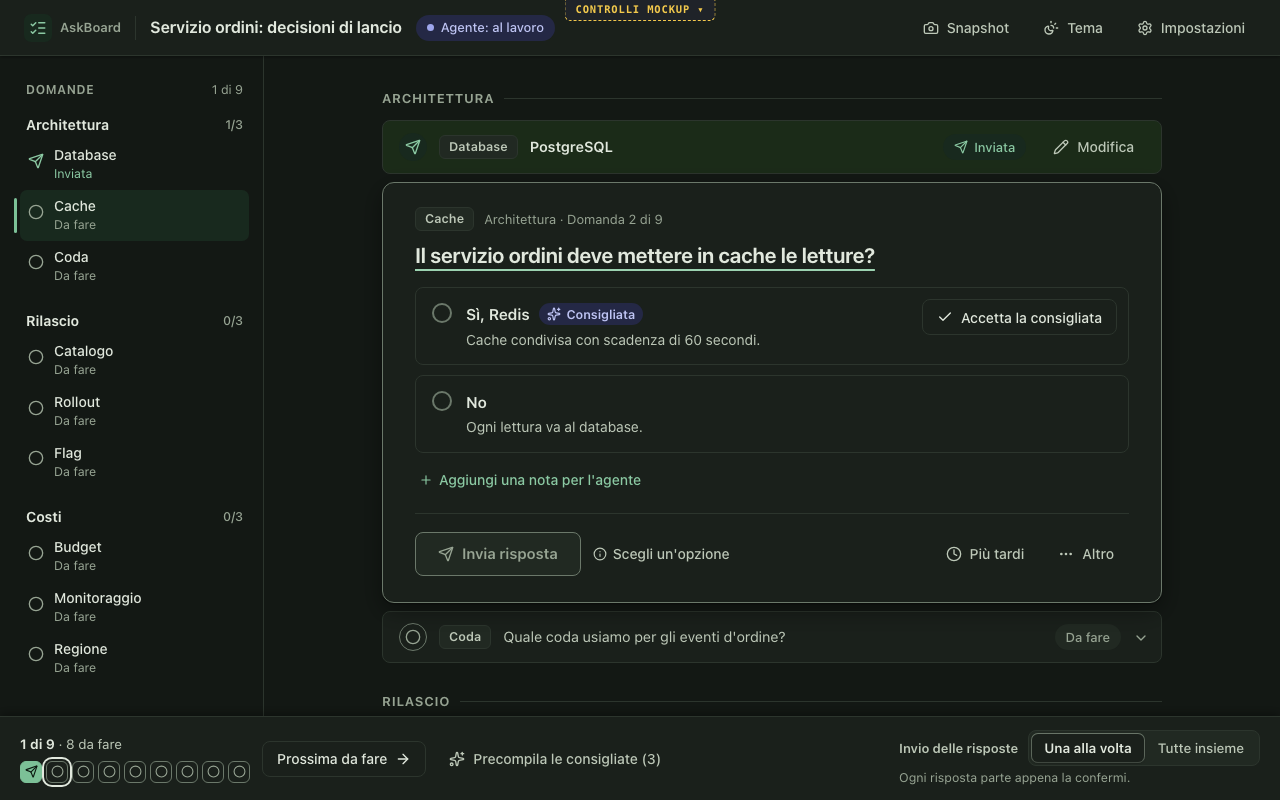 CONTROLLI MOCKUP ▾
AskBoard
Servizio ordini: decisioni di lancio
Agente: al lavoro
Snapshot
Tema
Impostazioni
DOMANDE
1 di 9
Architettura
1/3
Database
Inviata
Cache
Da fare
Coda
Da fare
Rilascio
0/3
Catalogo
Da fare
Rollout
Da fare
Flag
Da fare
Costi
0/3
Budget
Da fare
Monitoraggio
Da fare
Regione
Da fare
ARCHITETTURA
Database
PostgreSQL
Inviata
Modifica
Cache
Architettura · Domanda 2 di 9
Il servizio ordini deve mettere in cache le letture?
Sì, Redis
Consigliata
Accetta la consigliata
Cache condivisa con scadenza di 60 secondi.
No
Ogni lettura va al database.
+ Aggiungi una nota per l'agente
Invia risposta
Scegli un'opzione
Più tardi
Altro
Coda
Quale coda usiamo per gli eventi d'ordine?
Da fare
RILASCIO
1 di 9 · 8 da fare
Prossima da fare →
Precompila le consigliate (3)
Invio delle risposte
Una alla volta
Tutte insieme
Ogni risposta parte appena la confermi.